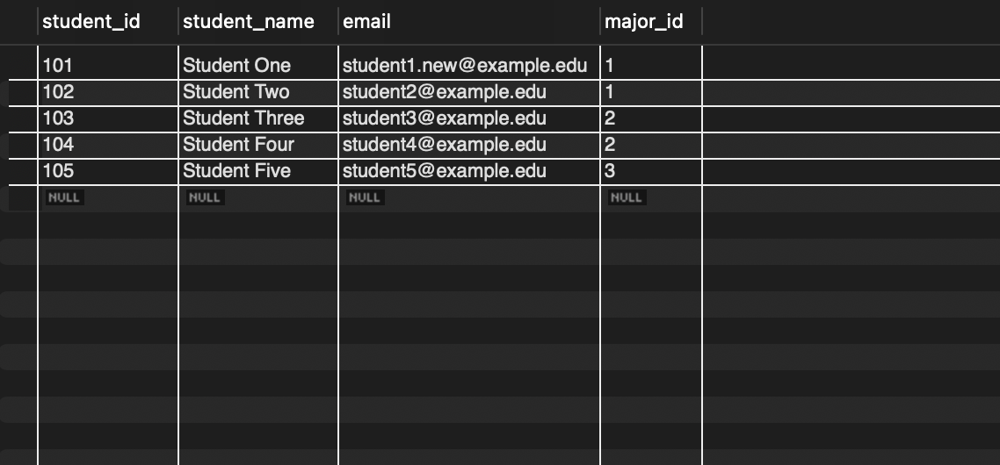 student_id student_name email major_id
101 Student One student1.new@example.edu 1
102 Student Two student2@example.edu 1
103 Student Three student3@example.edu 2
104 Student Four student4@example.edu 2
105 Student Five student5@example.edu 3
NULL NULL NULL NULL